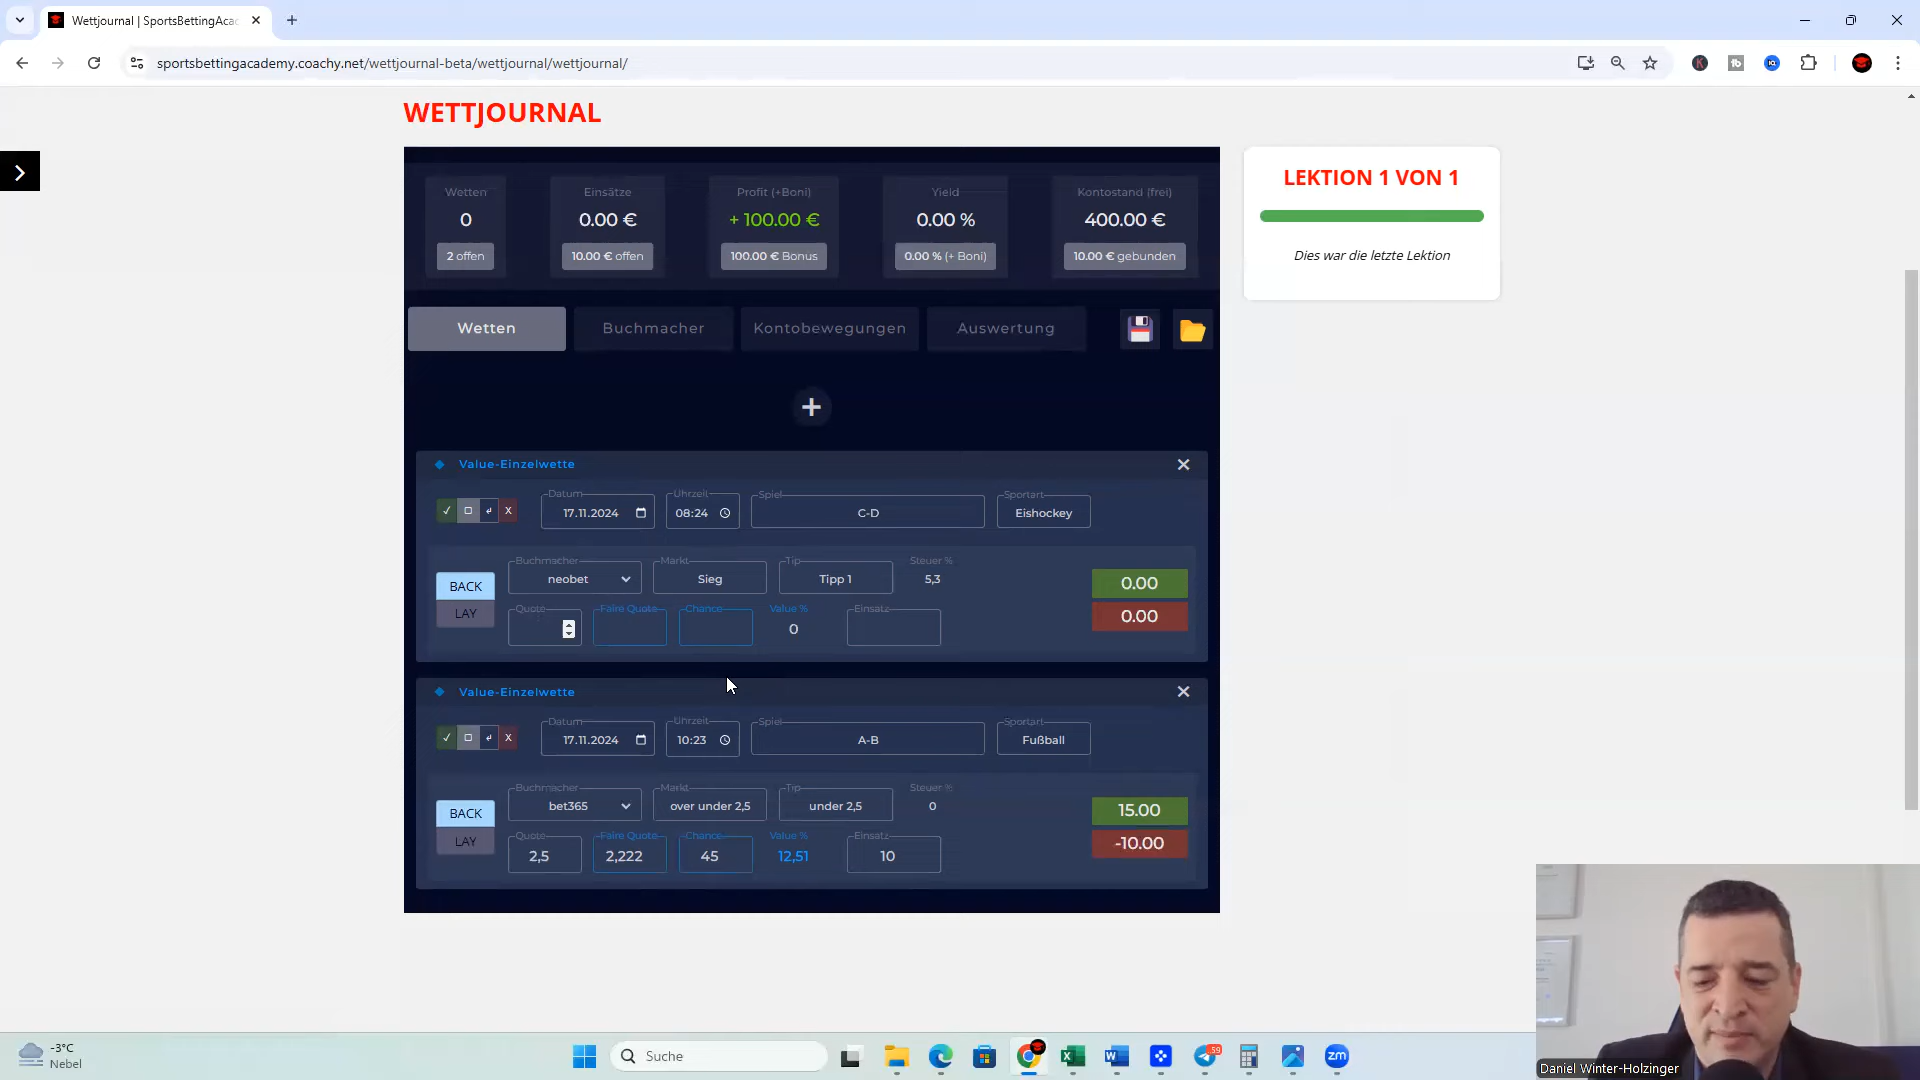 Wettjournal | SportsBettingAca
sportsbettingacademy.coachy.net/wettjournal-beta/wettjournal/wettjournal/
WETTJOURNAL
LEKTION 1 VON 1
Dies war die letzte Lektion
Wetten Einsätze Profit (+Boni) Yield Kontostand (frei)
0 0.00 € + 100.00 € 0.00 % 400.00 €
2 offen 10.00 € offen 100.00 € Bonus 0.00 % (+ Boni) 10.00 € gebunden
Wetten Buchmacher Kontobewegungen Auswertung
+
Value-Einzelwette
Datum Uhrzeit Spiel Sportart
17.11.2024 08:24 C-D Eishockey
Buchmacher Markt Tip Steuer %
BACK neobet Sieg Tipp 1 5,3 0.00
LAY Quote Faire Quote Chance Value % Einsatz 0.00
0
Value-Einzelwette
Datum Uhrzeit Spiel Sportart
17.11.2024 10:23 A-B Fußball
Buchmacher Markt Tip Steuer %
BACK bet365 over under 2,5 under 2,5 0 15.00
LAY Quote Faire Quote Chance Value % Einsatz -10.00
2,5 2,222 45 12,51 10
Daniel Winter-Holzinger
-3°C
Nebel
Suche
59
zm